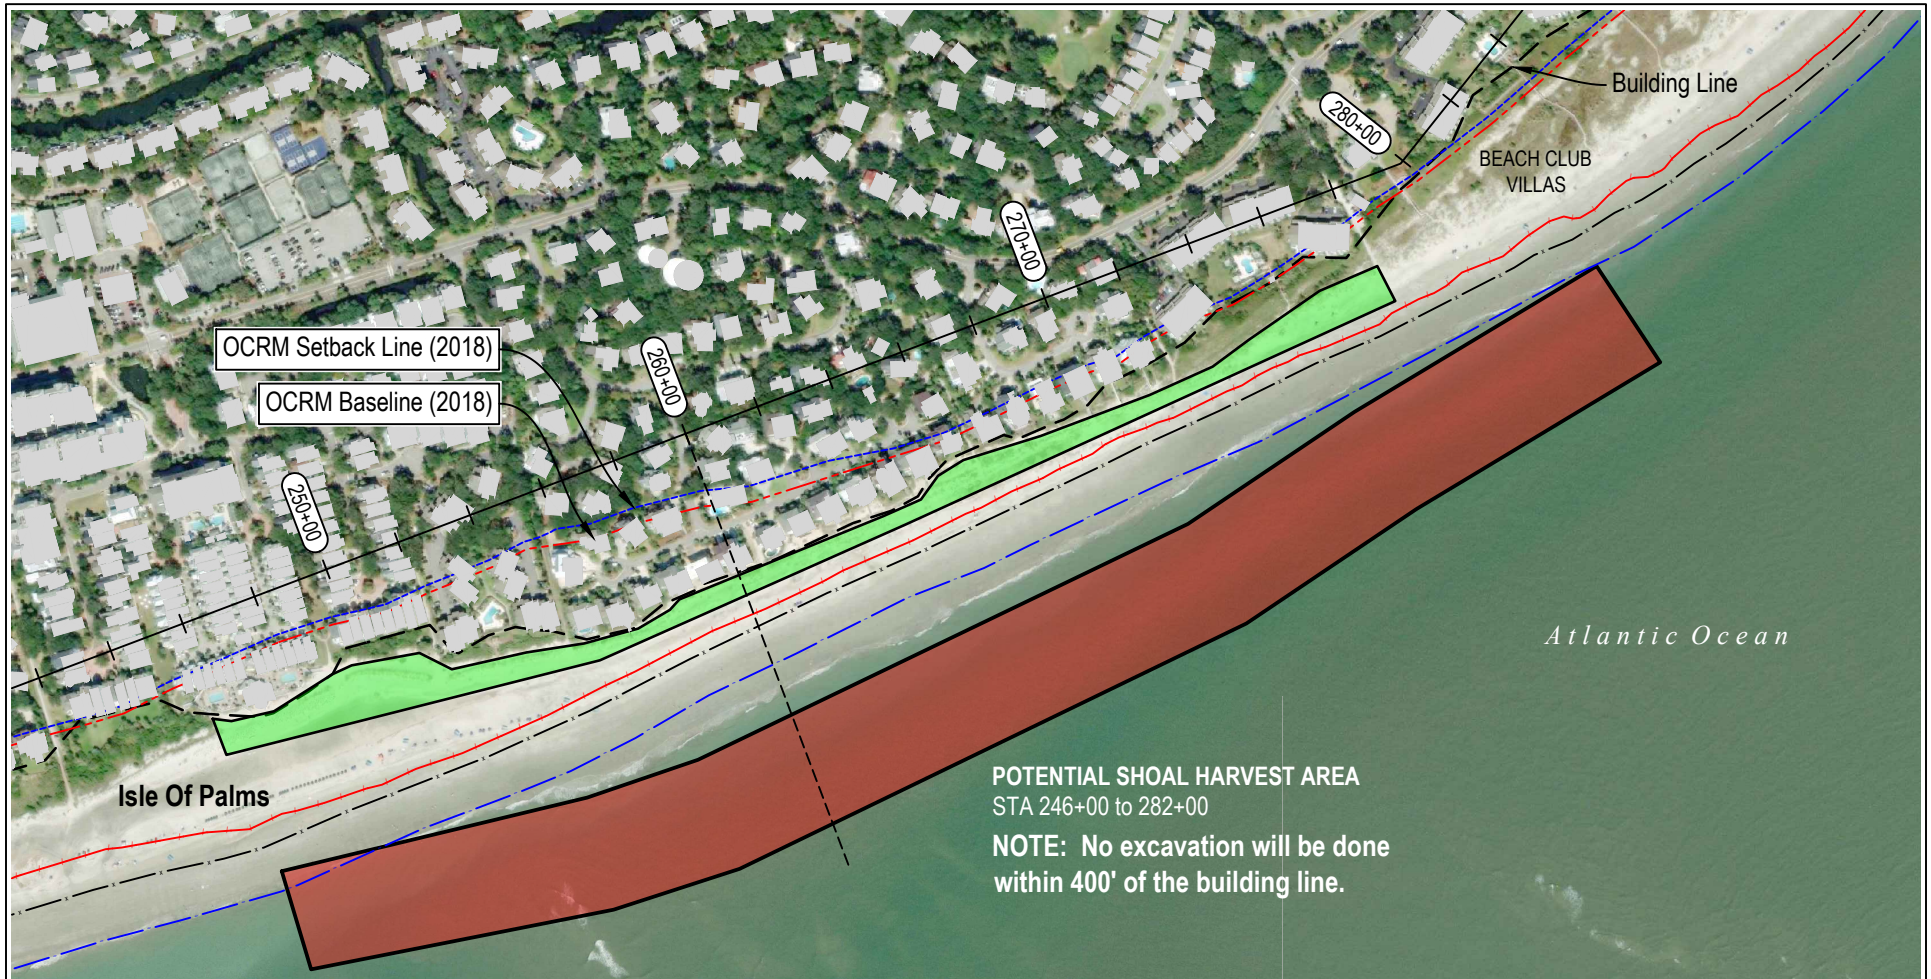 Building Line
280+00
BEACH CLUB
VILLAS
270+00
OCRM Setback Line (2018)
260+00
OCRM Baseline (2018)
250+00
Atlantic Ocean
Isle Of Palms
POTENTIAL SHOAL HARVEST AREA
STA 246+00 to 282+00
NOTE: No excavation will be done
within 400' of the building line.